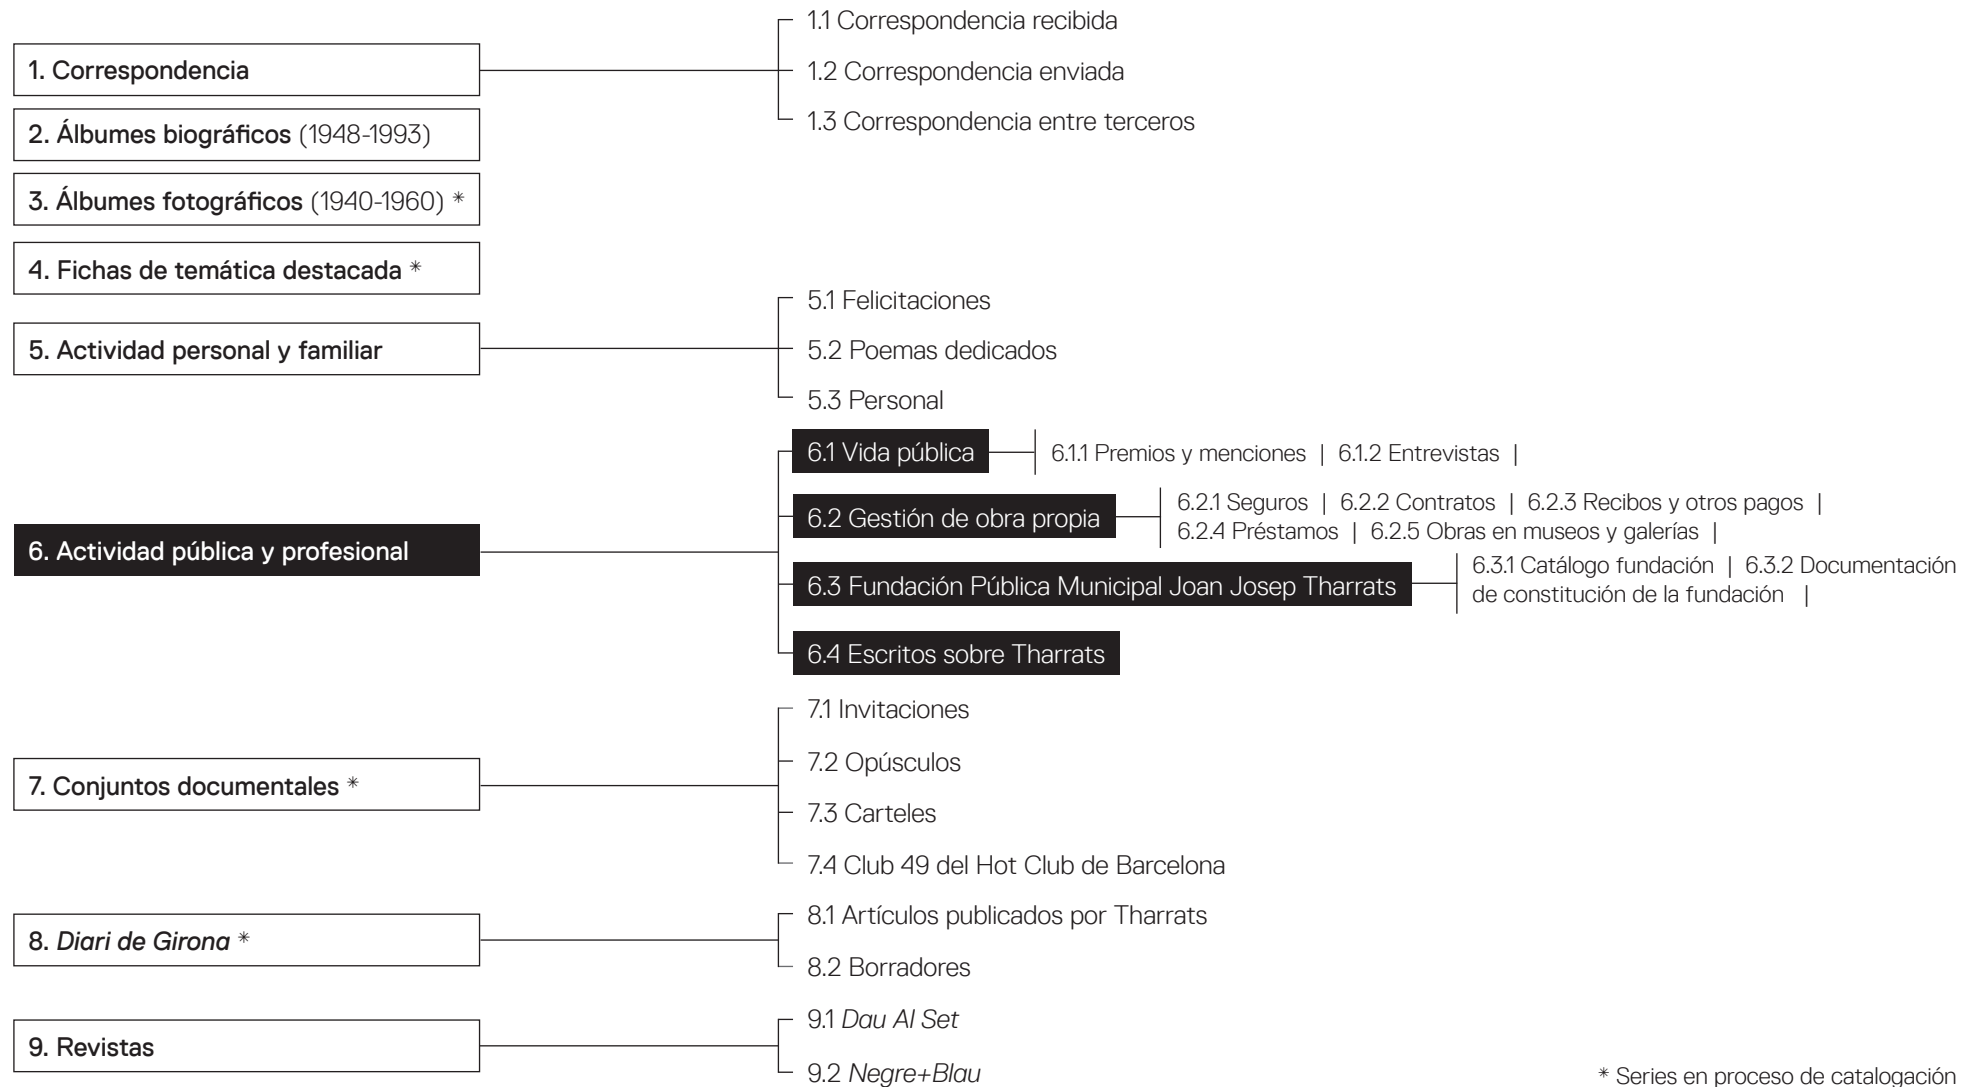 1. Correspondencia
1.1 Correspondencia recibida
1.2 Correspondencia enviada
1.3 Correspondencia entre terceros
2. Álbumes biográficos (1948-1993)
3. Álbumes fotográficos (1940-1960) *
4. Fichas de temática destacada *
5. Actividad personal y familiar
5.1 Felicitaciones
5.2 Poemas dedicados
5.3 Personal
6. Actividad pública y profesional
6.1 Vida pública
6.1.1 Premios y menciones | 6.1.2 Entrevistas |
6.2 Gestión de obra propia
6.2.1 Seguros | 6.2.2 Contratos | 6.2.3 Recibos y otros pagos |
6.2.4 Préstamos | 6.2.5 Obras en museos y galerías |
6.3 Fundación Pública Municipal Joan Josep Tharrats
6.3.1 Catálogo fundación | 6.3.2 Documentación
de constitución de la fundación |
6.4 Escritos sobre Tharrats
7. Conjuntos documentales *
7.1 Invitaciones
7.2 Opúsculos
7.3 Carteles
7.4 Club 49 del Hot Club de Barcelona
8. Diari de Girona *
8.1 Artículos publicados por Tharrats
8.2 Borradores
9. Revistas
9.1 Dau Al Set
9.2 Negre+Blau
* Series en proceso de catalogación